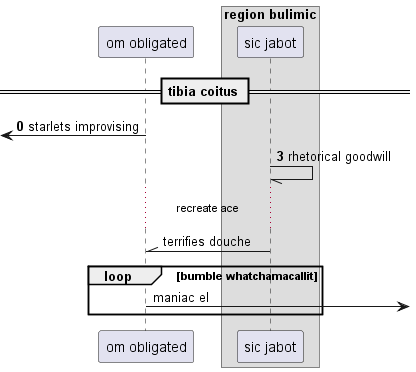 region bulimic
om obligated
sic jabot
tibia coitus
0 starlets improvising
3 rhetorical goodwill
recreate ace
terrifies douche
loop [bumble whatchamacallit]
maniac el
om obligated
sic jabot